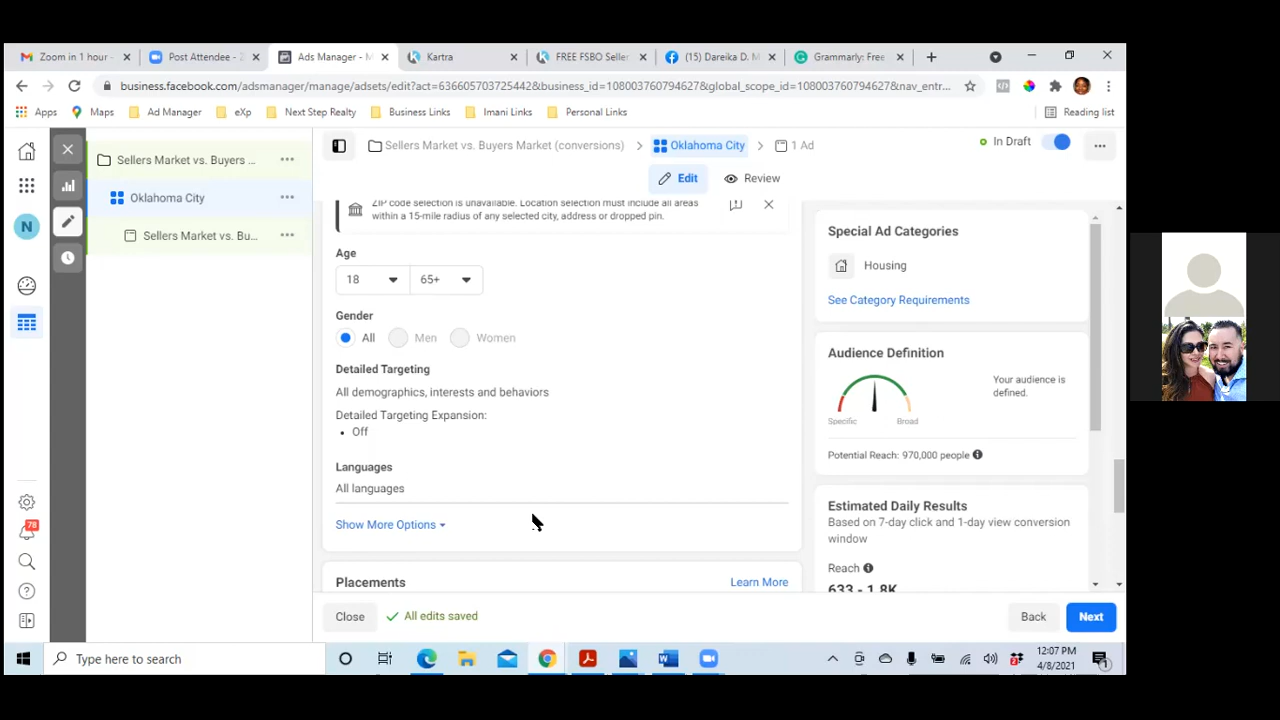 Zoom in 1 hour -
Post Attendee - Z
Ads Manager - M
Kartra
FREE FSBO Seller
(15) Dareika D. M
Grammarly: Free
business.facebook.com/adsmanager/manage/adsets/edit?act=636605703725442&business_id=1080037607946278&global_scope_id=1080037607946278&nav_entr...
Apps
Maps
Ad Manager
eXp
Next Step Realty
Business Links
Imani Links
Personal Links
Reading list
Sellers Market vs. Buyers ...
Oklahoma City
Sellers Market vs. Bu...
N
78
Sellers Market vs. Buyers Market (conversions)
Oklahoma City
1 Ad
In Draft
Edit
Review
ZIP code selection is unavailable. Location selection must include all areas
within a 15-mile radius of any selected city, address or dropped pin.
Age
18
65+
Gender
All
Men
Women
Detailed Targeting
All demographics, interests and behaviors
Detailed Targeting Expansion:
• Off
Languages
All languages
Show More Options
Placements
Learn More
Special Ad Categories
Housing
See Category Requirements
Audience Definition
Your audience is
defined.
Specific
Broad
Potential Reach: 970,000 people
Estimated Daily Results
Based on 7-day click and 1-day view conversion
window
Reach
633 - 1.8K
Close
All edits saved
Back
Next
Type here to search
12:07 PM
4/8/2021
1